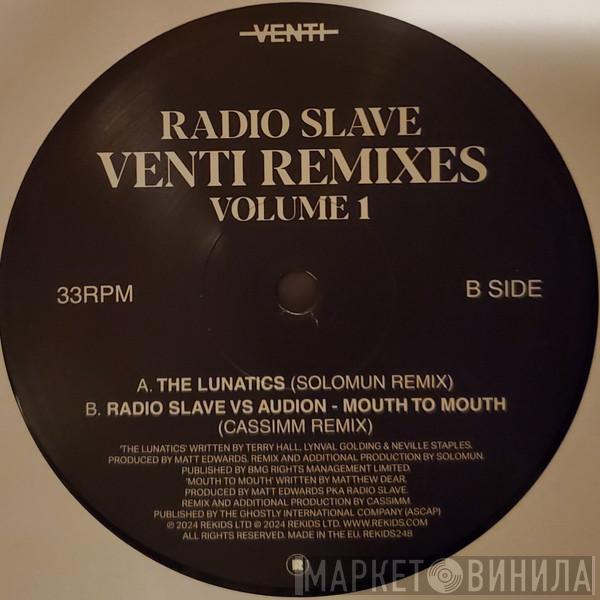 VENTI
RADIO SLAVE
VENTI REMIXES
VOLUME 1
33RPM
B SIDE
A. THE LUNATICS (SOLOMUN REMIX)
B. RADIO SLAVE VS AUDION - MOUTH TO MOUTH
(CASSIMM REMIX)
'THE LUNATICS' WRITTEN BY TERRY HALL, LYNVAL GOLDING & NEVILLE STAPLES.
PRODUCED BY MATT EDWARDS. REMIX AND ADDITIONAL PRODUCTION BY SOLOMUN.
PUBLISHED BY BMG RIGHTS MANAGEMENT LIMITED.
'MOUTH TO MOUTH' WRITTEN BY MATTHEW DEAR.
PRODUCED BY MATT EDWARDS PKA RADIO SLAVE.
REMIX AND ADDITIONAL PRODUCTION BY CASSIMM.
PUBLISHED BY THE GHOSTLY INTERNATIONAL COMPANY (ASCAP)
℗ 2024 REKIDS LTD © 2024 REKIDS LTD. WWW.REKIDS.COM
ALL RIGHTS RESERVED. MADE IN THE EU. REKIDS248
R
МАРКЕТ ВИНИЛА